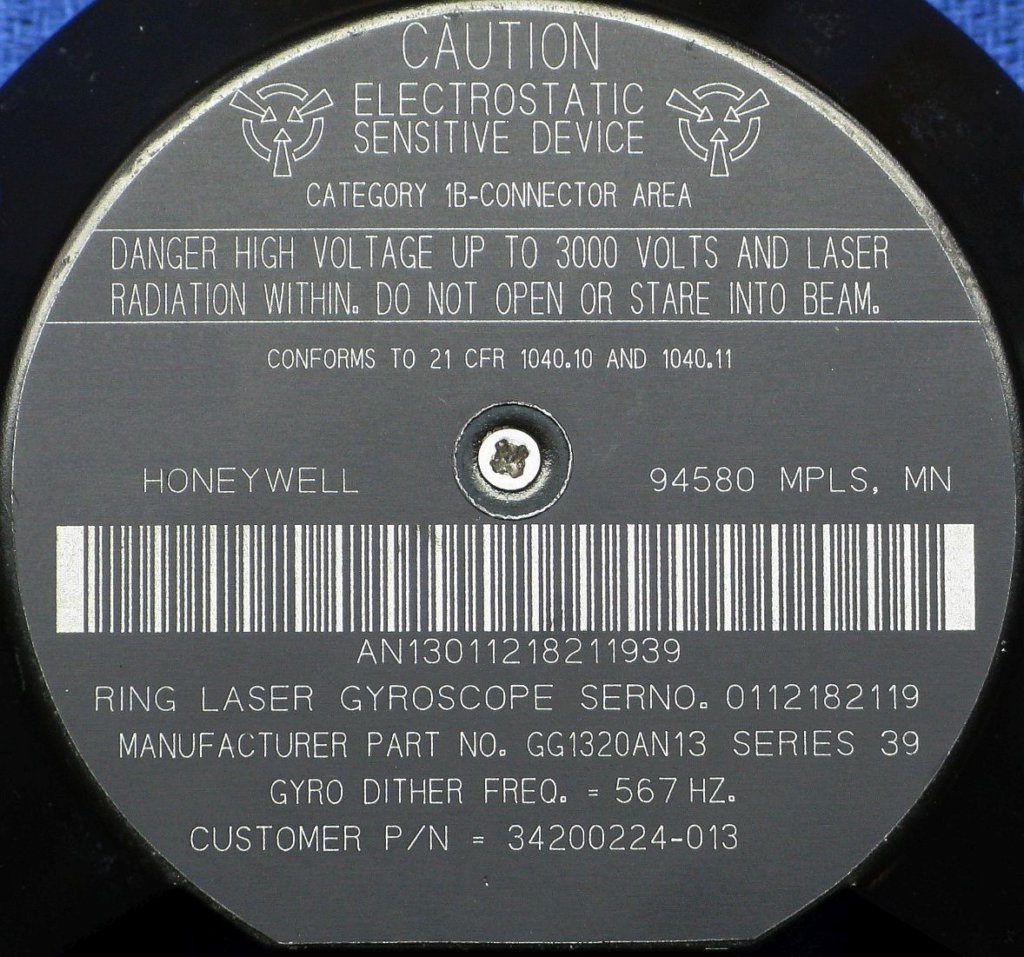 CAUTION
ELECTROSTATIC
SENSITIVE DEVICE
CATEGORY 1B-CONNECTOR AREA
DANGER HIGH VOLTAGE UP TO 3000 VOLTS AND LASER
RADIATION WITHIN. DO NOT OPEN OR STARE INTO BEAM.
CONFORMS TO 21 CFR 1040.10 AND 1040.11
HONEYWELL 94580 MPLS, MN
AN13011218211939
RING LASER GYROSCOPE SERNO. 0112182119
MANUFACTURER PART NO. GG1320AN13 SERIES 39
GYRO DITHER FREQ. = 567 HZ.
CUSTOMER P/N = 34200224-013